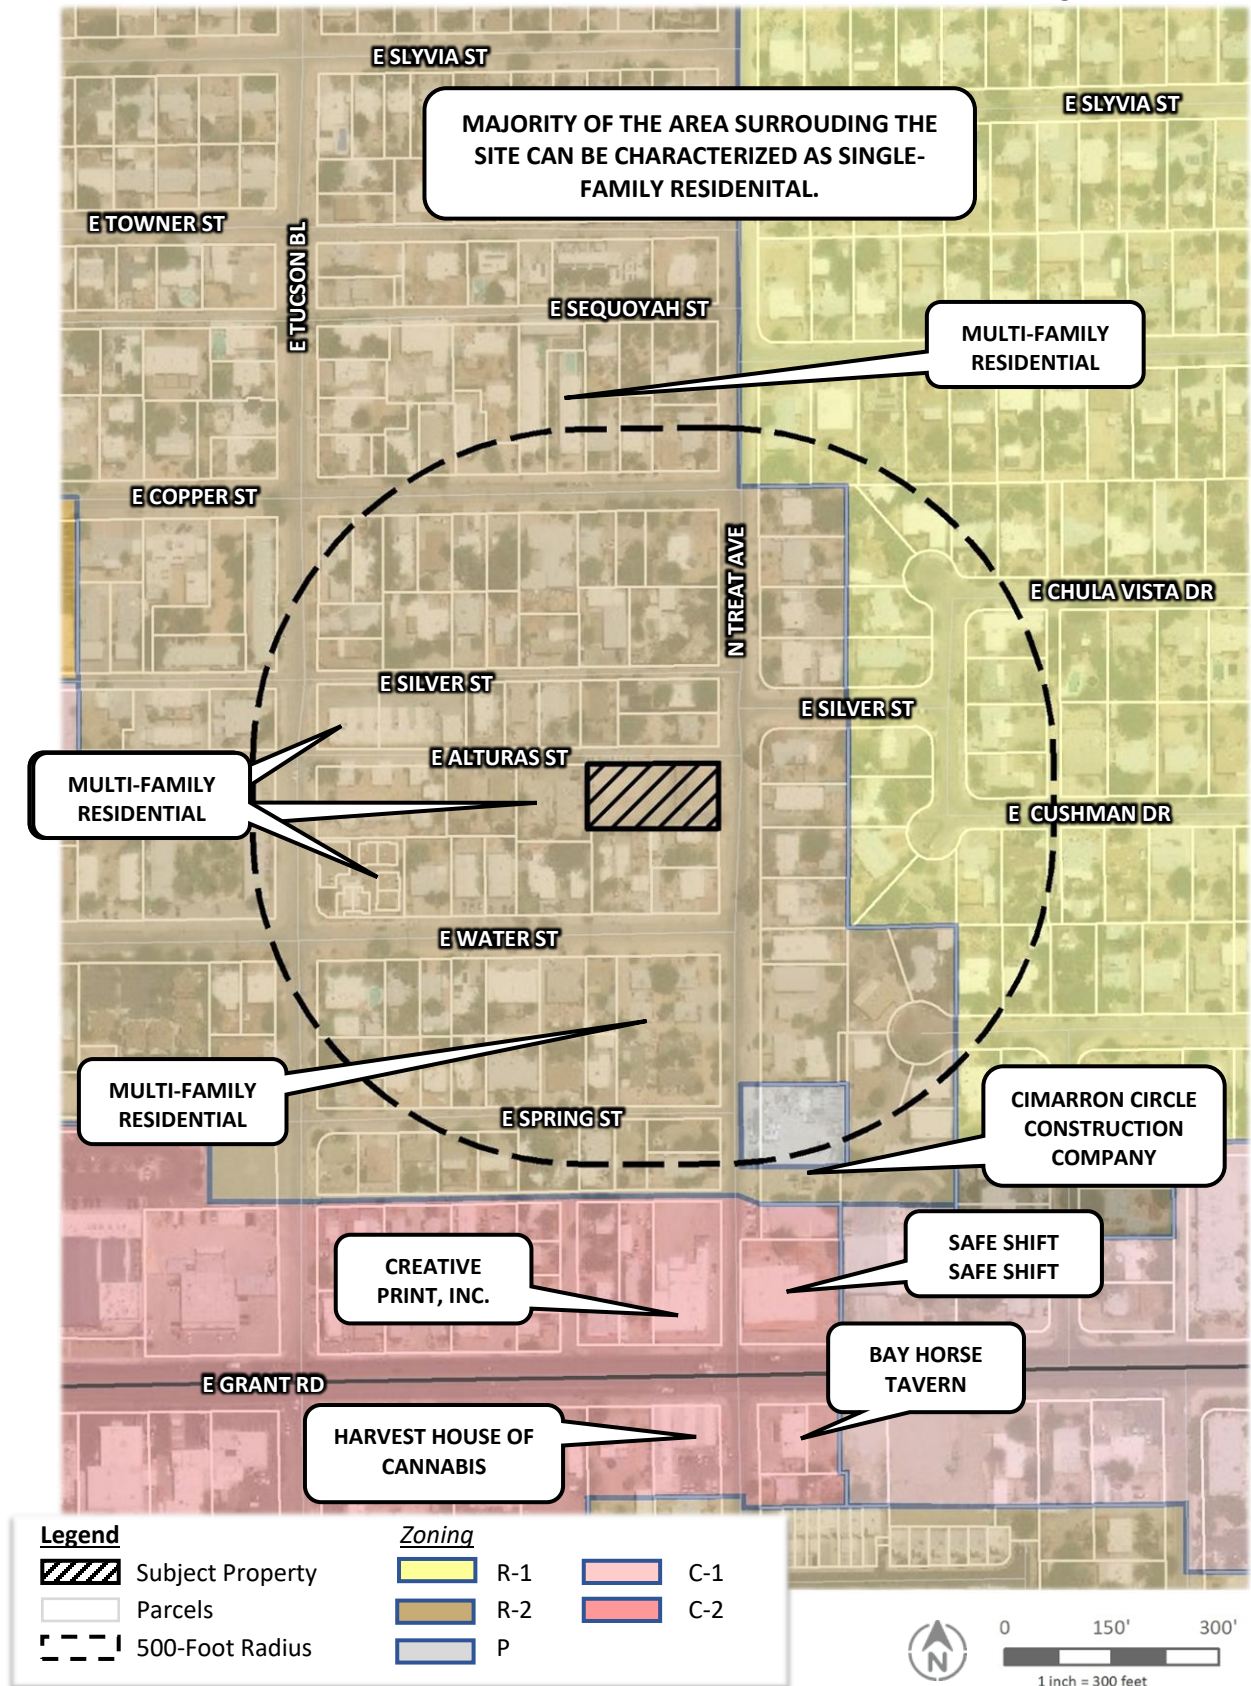 E SLYVIA ST
E SLYVIA ST
MAJORITY OF THE AREA SURROUDING THE
SITE CAN BE CHARACTERIZED AS SINGLE-
FAMILY RESIDENITAL.
E TOWNER ST
E TUCSON BL
E SEQUOYAH ST
MULTI-FAMILY
RESIDENTIAL
E COPPER ST
N TREAT AVE
E CHULA VISTA DR
E SILVER ST
E SILVER ST
E ALTURAS ST
MULTI-FAMILY
RESIDENTIAL
E  CUSHMAN DR
E WATER ST
MULTI-FAMILY
RESIDENTIAL
E SPRING ST
CIMARRON CIRCLE
CONSTRUCTION
COMPANY
CREATIVE
PRINT, INC.
SAFE SHIFT
SAFE SHIFT
BAY HORSE
TAVERN
E GRANT RD
HARVEST HOUSE OF
CANNABIS
Legend
Subject Property
Parcels
500-Foot Radius
Zoning
R-1
R-2
P
C-1
C-2
N
0 150' 300'
1 inch = 300 feet